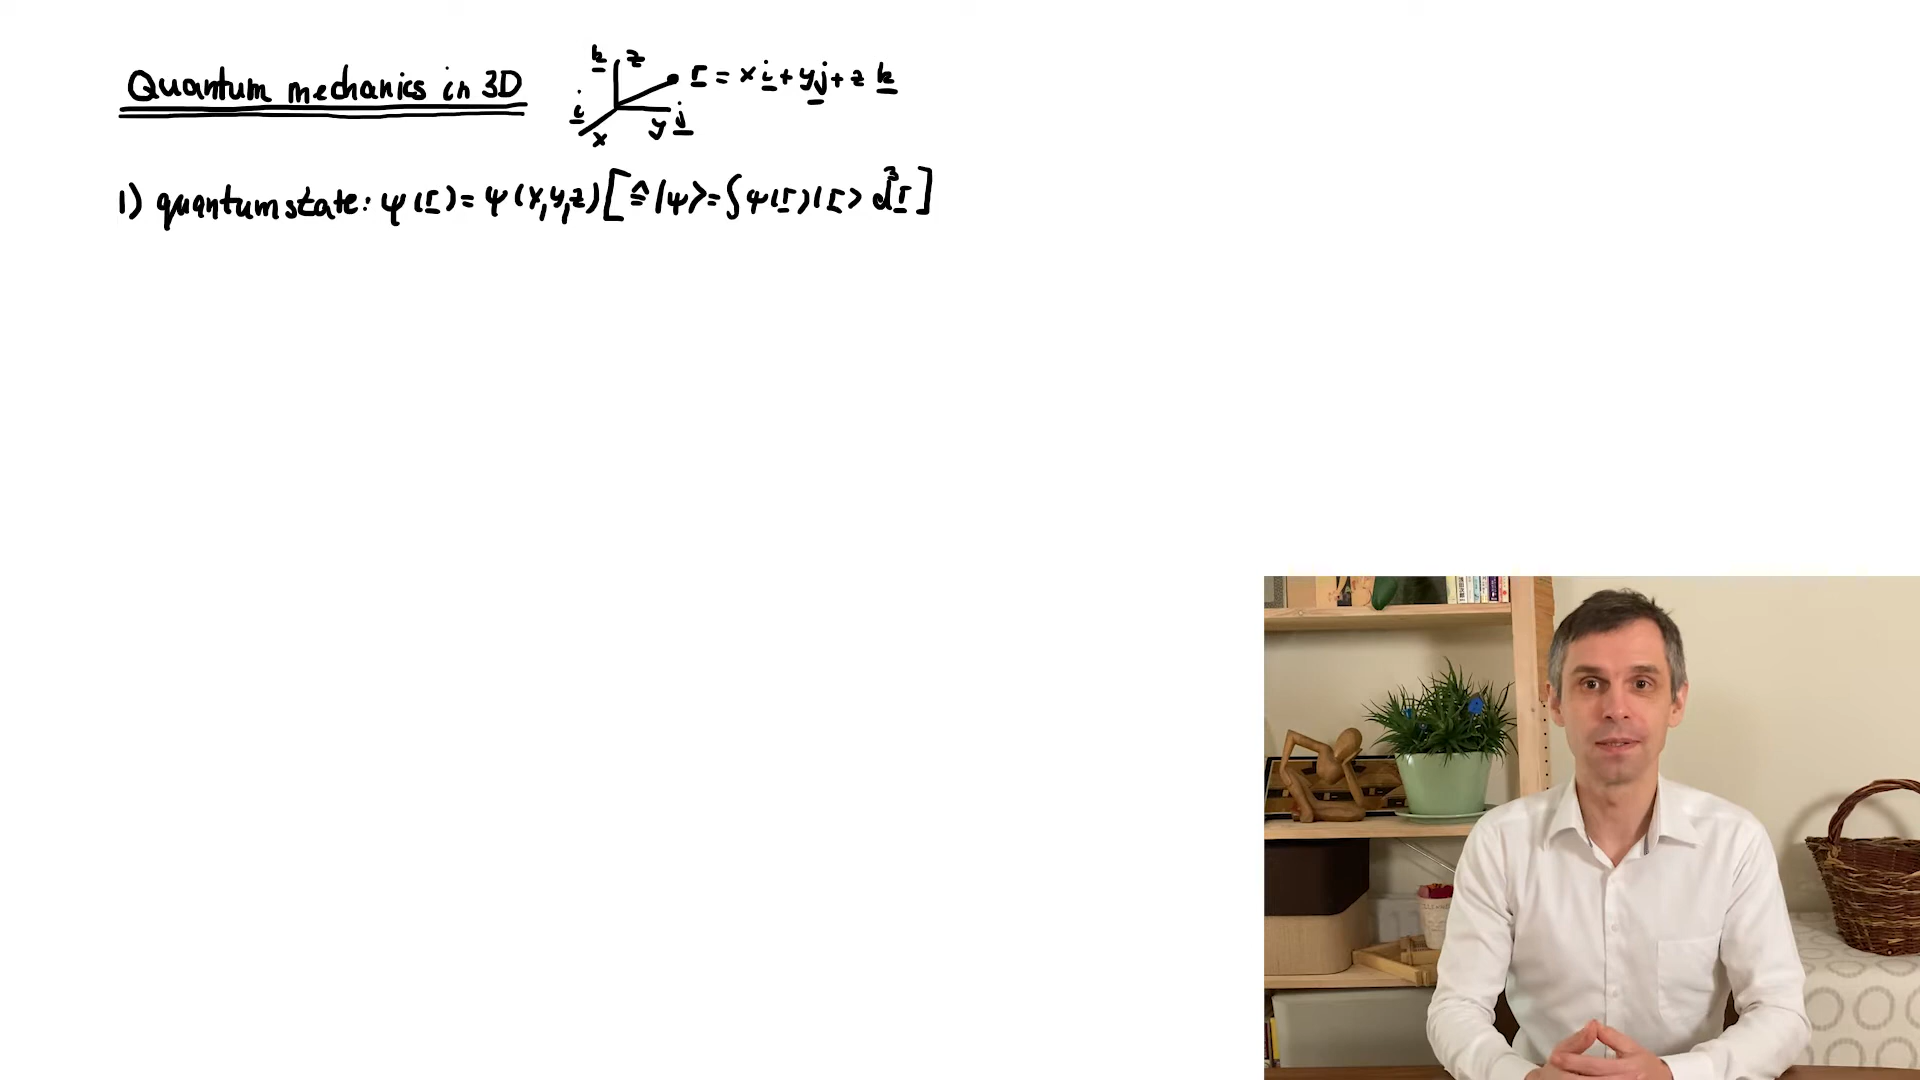 Quantum mechanics in 3D
k z
r = x i + y j + z k
i x y j
1) quantum state: ψ(r) = ψ(x,y,z) [ ≙ |ψ> = ∫ψ(r)|r> d³r ]